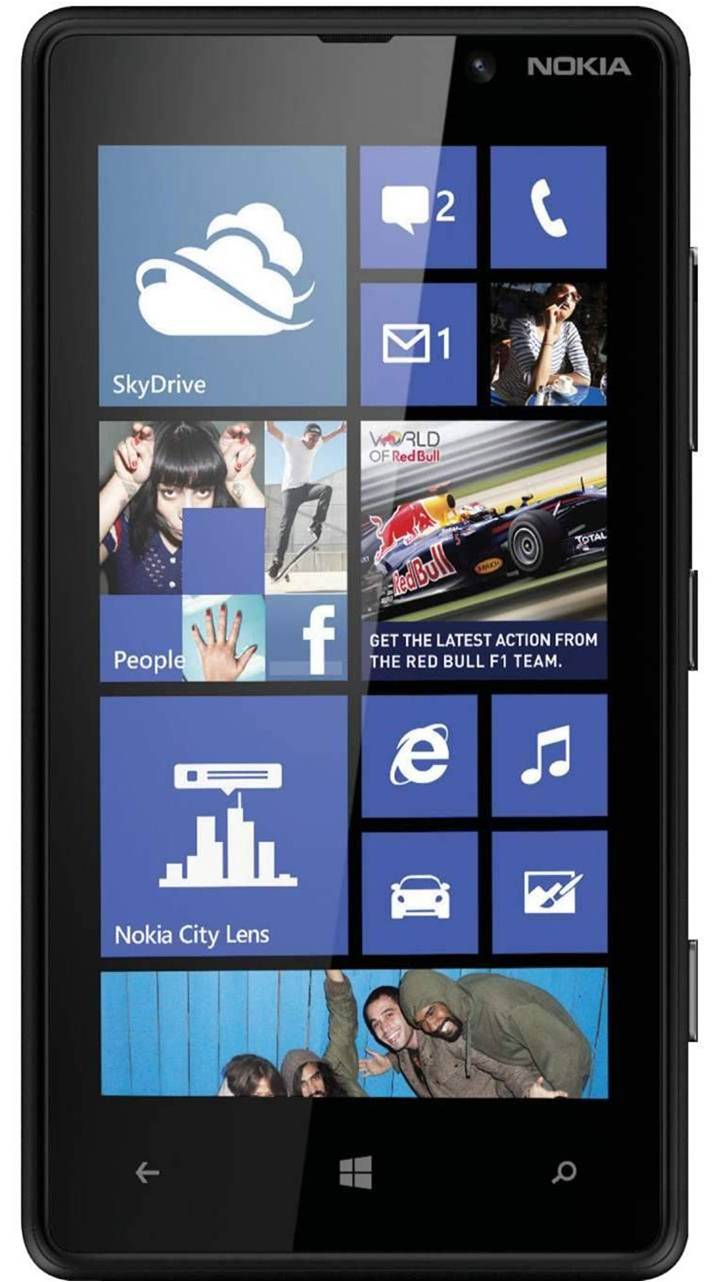 NOKIA
2
1
SkyDrive
WORLD
OF Red Bull
Red Bull
TOTAL
GET THE LATEST ACTION FROM
THE RED BULL F1 TEAM.
People
f
Nokia City Lens